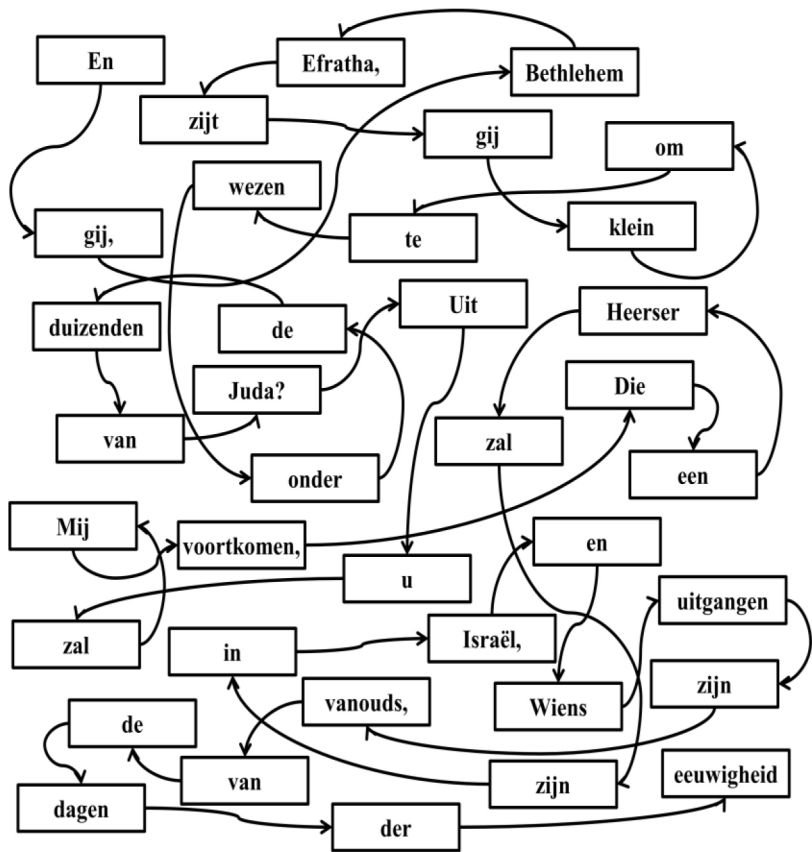 En
gij,
Bethlehem
Efratha,
zijt
gij
klein
om
te
wezen
onder
de
duizenden
van
Juda?
Uit
u
zal
Mij
voortkomen,
Die
een
Heerser
zal
zijn
in
Israël,
en
Wiens
uitgangen
zijn
vanouds,
van
de
dagen
der
eeuwigheid